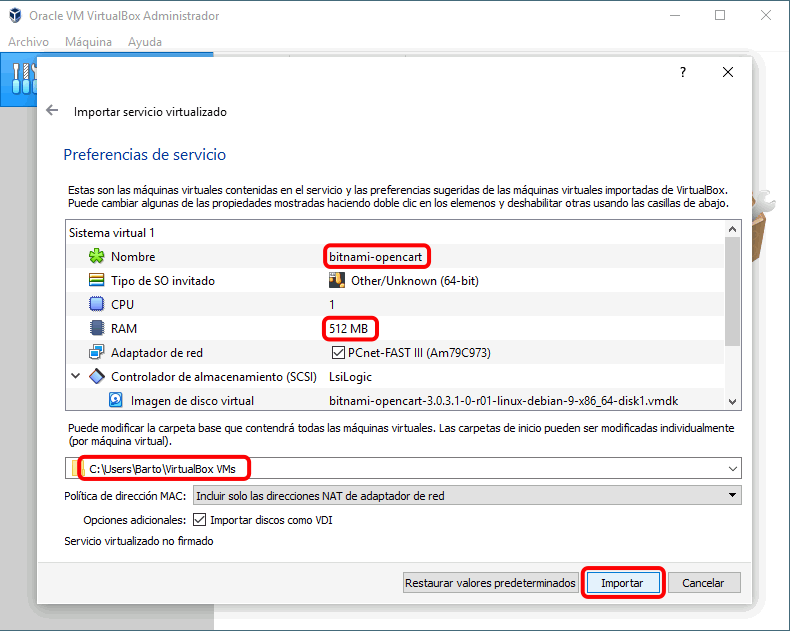 Oracle VM VirtualBox Administrador
Archivo Máquina Ayuda
?
Importar servicio virtualizado
Preferencias de servicio
Estas son las máquinas virtuales contenidas en el servicio y las preferencias sugeridas de las máquinas virtuales importadas de VirtualBox.
Puede cambiar algunas de las propiedades mostradas haciendo doble clic en los elemenos y deshabilitar otras usando las casillas de abajo.
Sistema virtual 1
Nombre bitnami-opencart
Tipo de SO invitado Other/Unknown (64-bit)
CPU 1
RAM 512 MB
Adaptador de red PCnet-FAST III (Am79C973)
Controlador de almacenamiento (SCSI) LsiLogic
Imagen de disco virtual bitnami-opencart-3.0.3.1-0-r01-linux-debian-9-x86_64-disk1.vmdk
Puede modificar la carpeta base que contendrá todas las máquinas virtuales. Las carpetas de inicio pueden ser modificadas individualmente
(por máquina virtual).
C:\Users\Barto\VirtualBox VMs
Política de dirección MAC: Incluir solo las direcciones NAT de adaptador de red
Opciones adicionales: Importar discos como VDI
Servicio virtualizado no firmado
Restaurar valores predeterminados Importar Cancelar